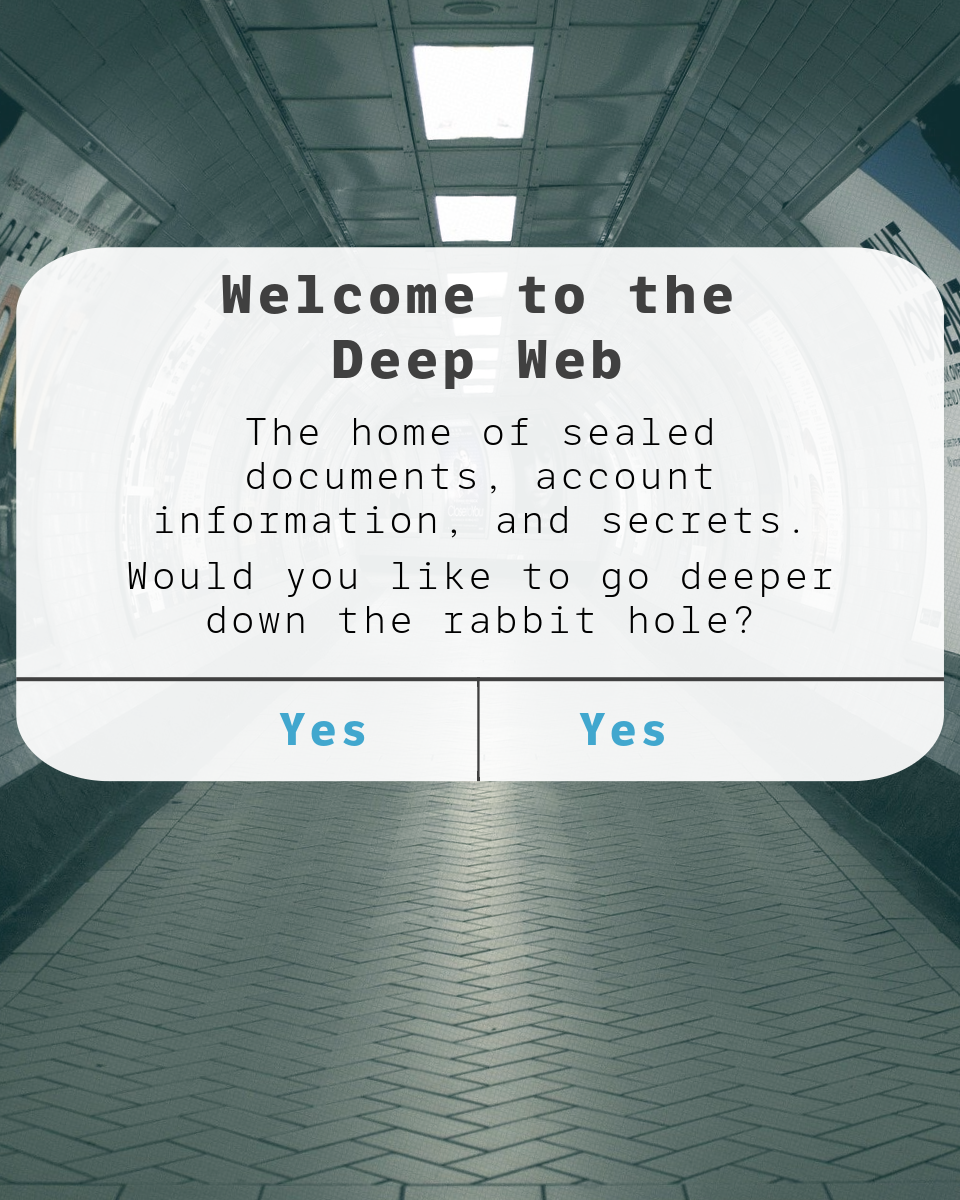 Welcome to the
Deep Web
The home of sealed
documents, account
information, and secrets.
Would you like to go deeper
down the rabbit hole?
Yes
Yes